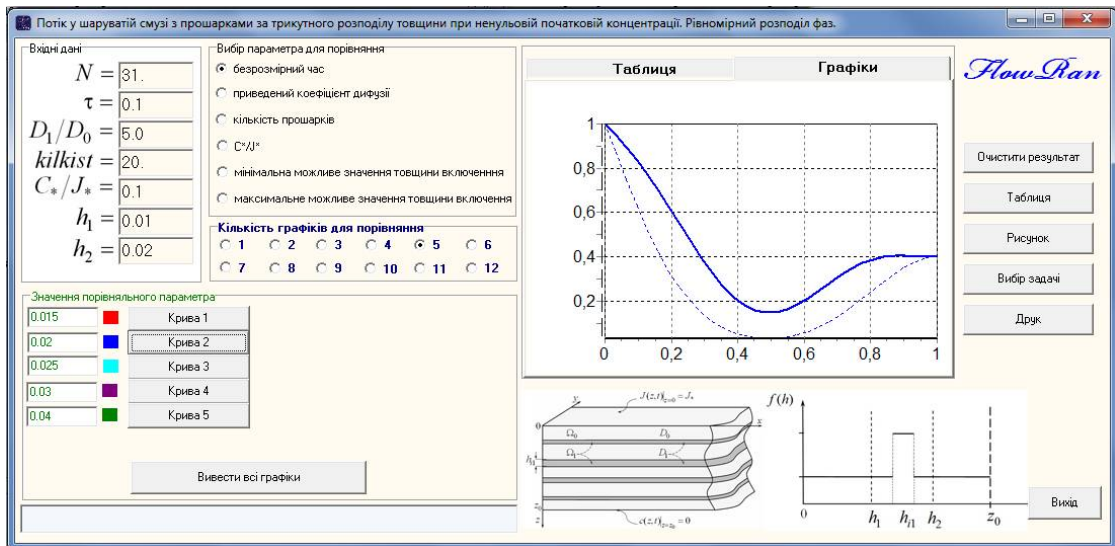 Потік у шаруватій смузі з прошарками за трикутного розподілу товщини при ненульовій початковій концентрації. Рівномірний розподіл фаз.
Вхідні дані
N = 31.
τ = 0.1
D₁/D₀ = 5.0
kilkist = 20.
C*/J* = 0.1
h₁ = 0.01
h₂ = 0.02
Вибір параметра для порівняння
безрозмірний час
приведений коефіцієнт дифузії
кількість прошарків
C*/J*
мінімальна можливе значення товщини включенння
максимальне можливе значення товщини включення
Кількість графіків для порівняння
1 2 3 4 5 6
7 8 9 10 11 12
Значення порівняльного параметра
0.015 Крива 1
0.02 Крива 2
0.025 Крива 3
0.03 Крива 4
0.04 Крива 5
Вивести всі графіки
Таблиця Графіки
1
0,8
0,6
0,4
0,2
0 0,2 0,4 0,6 0,8 1
FlowRan
Очистити результат
Таблиця
Рисунок
Вибір задачі
Друк
Вихід
J(z,t)|z=0 = J*
y
0 x
Ω₀ D₀
Ω₁ D₁
hi1
z₀
z
c(z,t)|z=z₀ = 0
f(h)
0 h₁ hi1 h₂ z₀